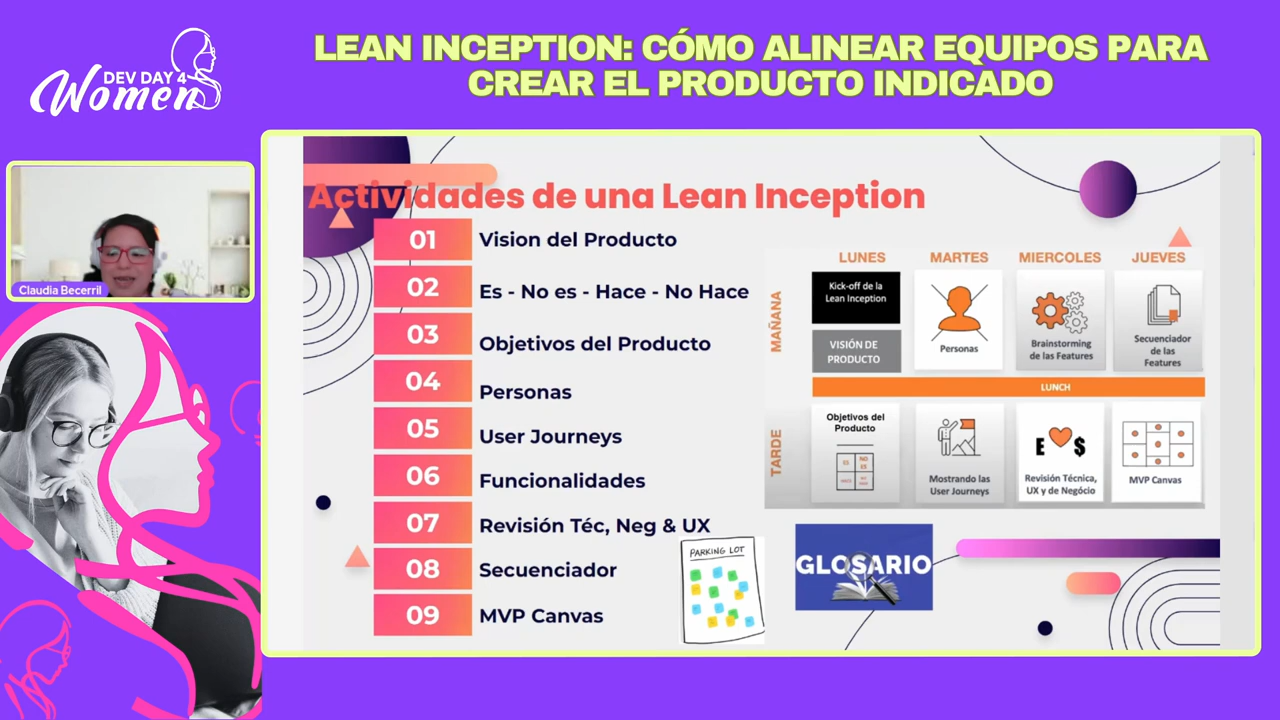 DEV DAY 4
Women
LEAN INCEPTION: CÓMO ALINEAR EQUIPOS PARA
CREAR EL PRODUCTO INDICADO
Claudia Becerril
Actividades de una Lean Inception
01 Vision del Producto
02 Es - No es - Hace - No Hace
03 Objetivos del Producto
04 Personas
05 User Journeys
06 Funcionalidades
07 Revisión Téc, Neg & UX
08 Secuenciador
09 MVP Canvas
LUNES MARTES MIERCOLES JUEVES
MAÑANA
Kick-off de la
Lean Inception
VISIÓN DE
PRODUCTO
Personas
Brainstorming
de las Features
Secuenciador
de las
Features
LUNCH
TARDE
Objetivos del
Producto
ES NO
ES
HACE
Mostrando las
User Journeys
E $
Revisión Técnica,
UX y de Negócio
MVP Canvas
PARKING LOT
GLOSARIO